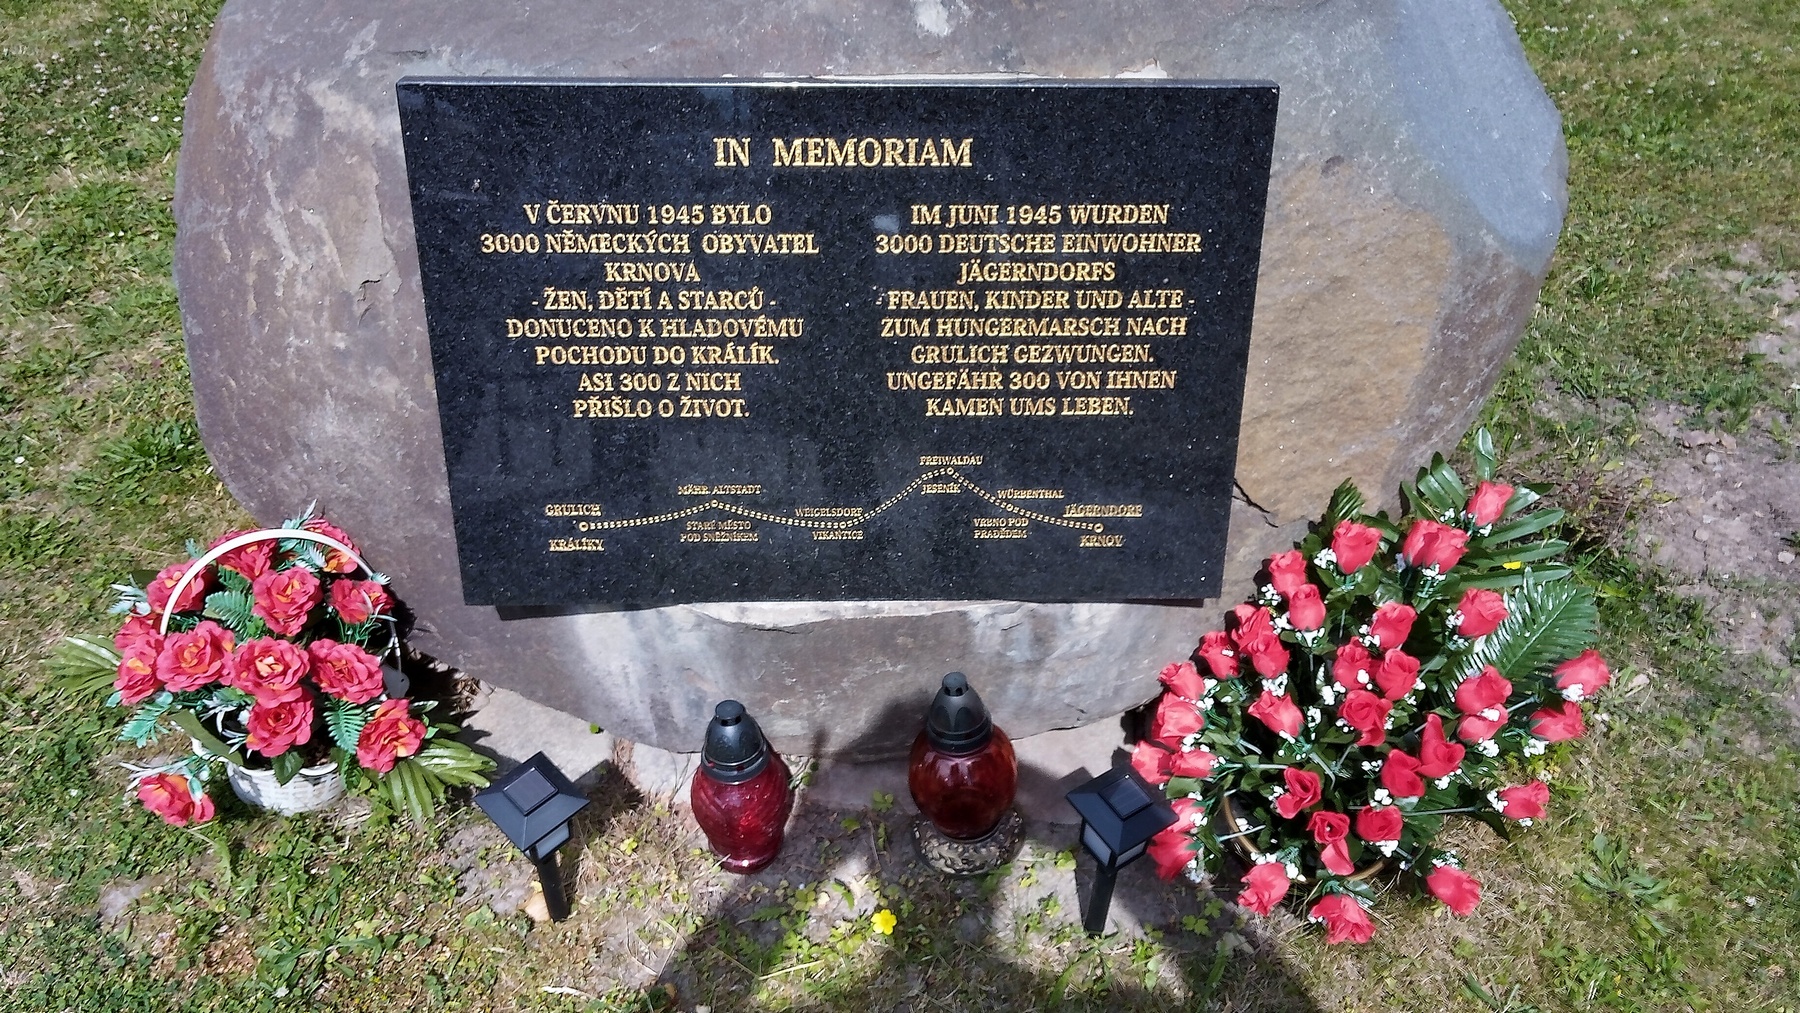 IN MEMORIAM
V ČERVNU 1945 BYLO
3000 NĚMECKÝCH OBYVATEL
KRNOVA
- ŽEN, DĚTÍ A STARCŮ -
DONUCENO K HLADOVÉMU
POCHODU DO KRÁLÍK.
ASI 300 Z NICH
PŘIŠLO O ŽIVOT.
IM JUNI 1945 WURDEN
3000 DEUTSCHE EINWOHNER
JÄGERNDORFS
- FRAUEN, KINDER UND ALTE -
ZUM HUNGERMARSCH NACH
GRULICH GEZWUNGEN.
UNGEFÄHR 300 VON IHNEN
KAMEN UMS LEBEN.
GRULICH
KRÁLÍKY
MÄHR. ALTSTADT
STARÉ MĚSTO
POD SNĚŽNÍKEM
WEIGELSDORF
VIKANTICE
FREIWALDAU
JESENÍK
WÜRBENTHAL
VRBNO POD
PRADĚDEM
JÄGERNDORF
KRNOV